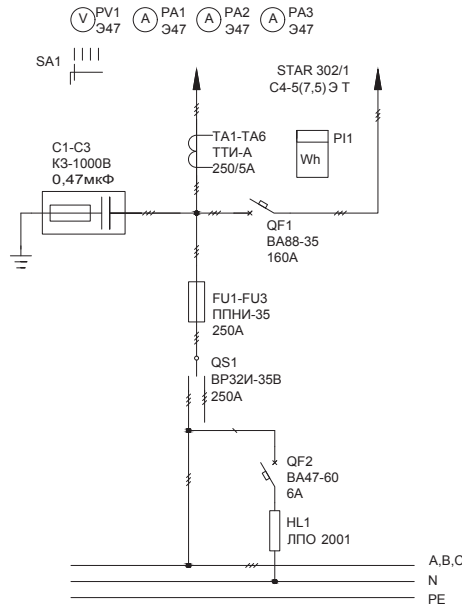 V
PV1
Э47
A
PA1
Э47
A
PA2
Э47
A
PA3
Э47
SA1
STAR 302/1
С4-5(7,5) Э Т
TA1-TA6
ТТИ-А
250/5А
PI1
Wh
C1-C3
КЗ-1000В
0,47мкФ
QF1
ВА88-35
160А
FU1-FU3
ППНИ-35
250А
QS1
ВР32И-35В
250А
QF2
ВА47-60
6А
HL1
ЛПО 2001
A,B,C
N
PE